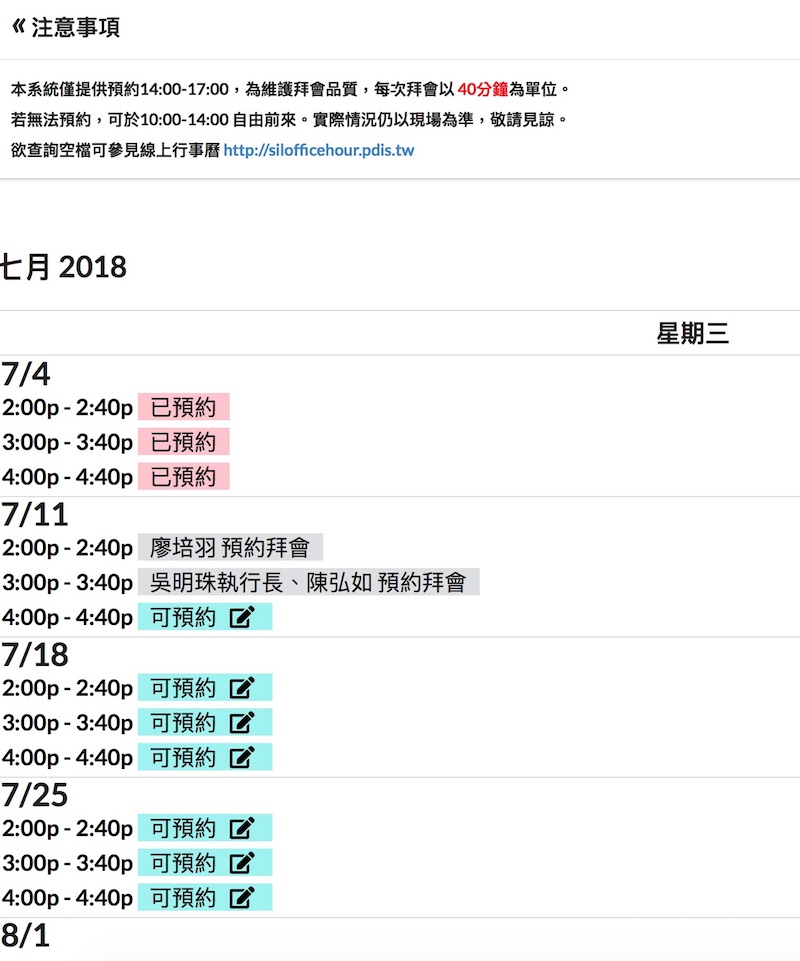 « 注意事項
本系統僅提供預約14:00-17:00，為維護拜會品質，每次拜會以 40分鐘為單位。
若無法預約，可於10:00-14:00 自由前來。實際情況仍以現場為準，敬請見諒。
欲查詢空檔可參見線上行事曆 http://silofficehour.pdis.tw
七月 2018
星期三
7/4
2:00p - 2:40p 已預約
3:00p - 3:40p 已預約
4:00p - 4:40p 已預約
7/11
2:00p - 2:40p 廖培羽 預約拜會
3:00p - 3:40p 吳明珠執行長、陳弘如 預約拜會
4:00p - 4:40p 可預約
7/18
2:00p - 2:40p 可預約
3:00p - 3:40p 可預約
4:00p - 4:40p 可預約
7/25
2:00p - 2:40p 可預約
3:00p - 3:40p 可預約
4:00p - 4:40p 可預約
8/1